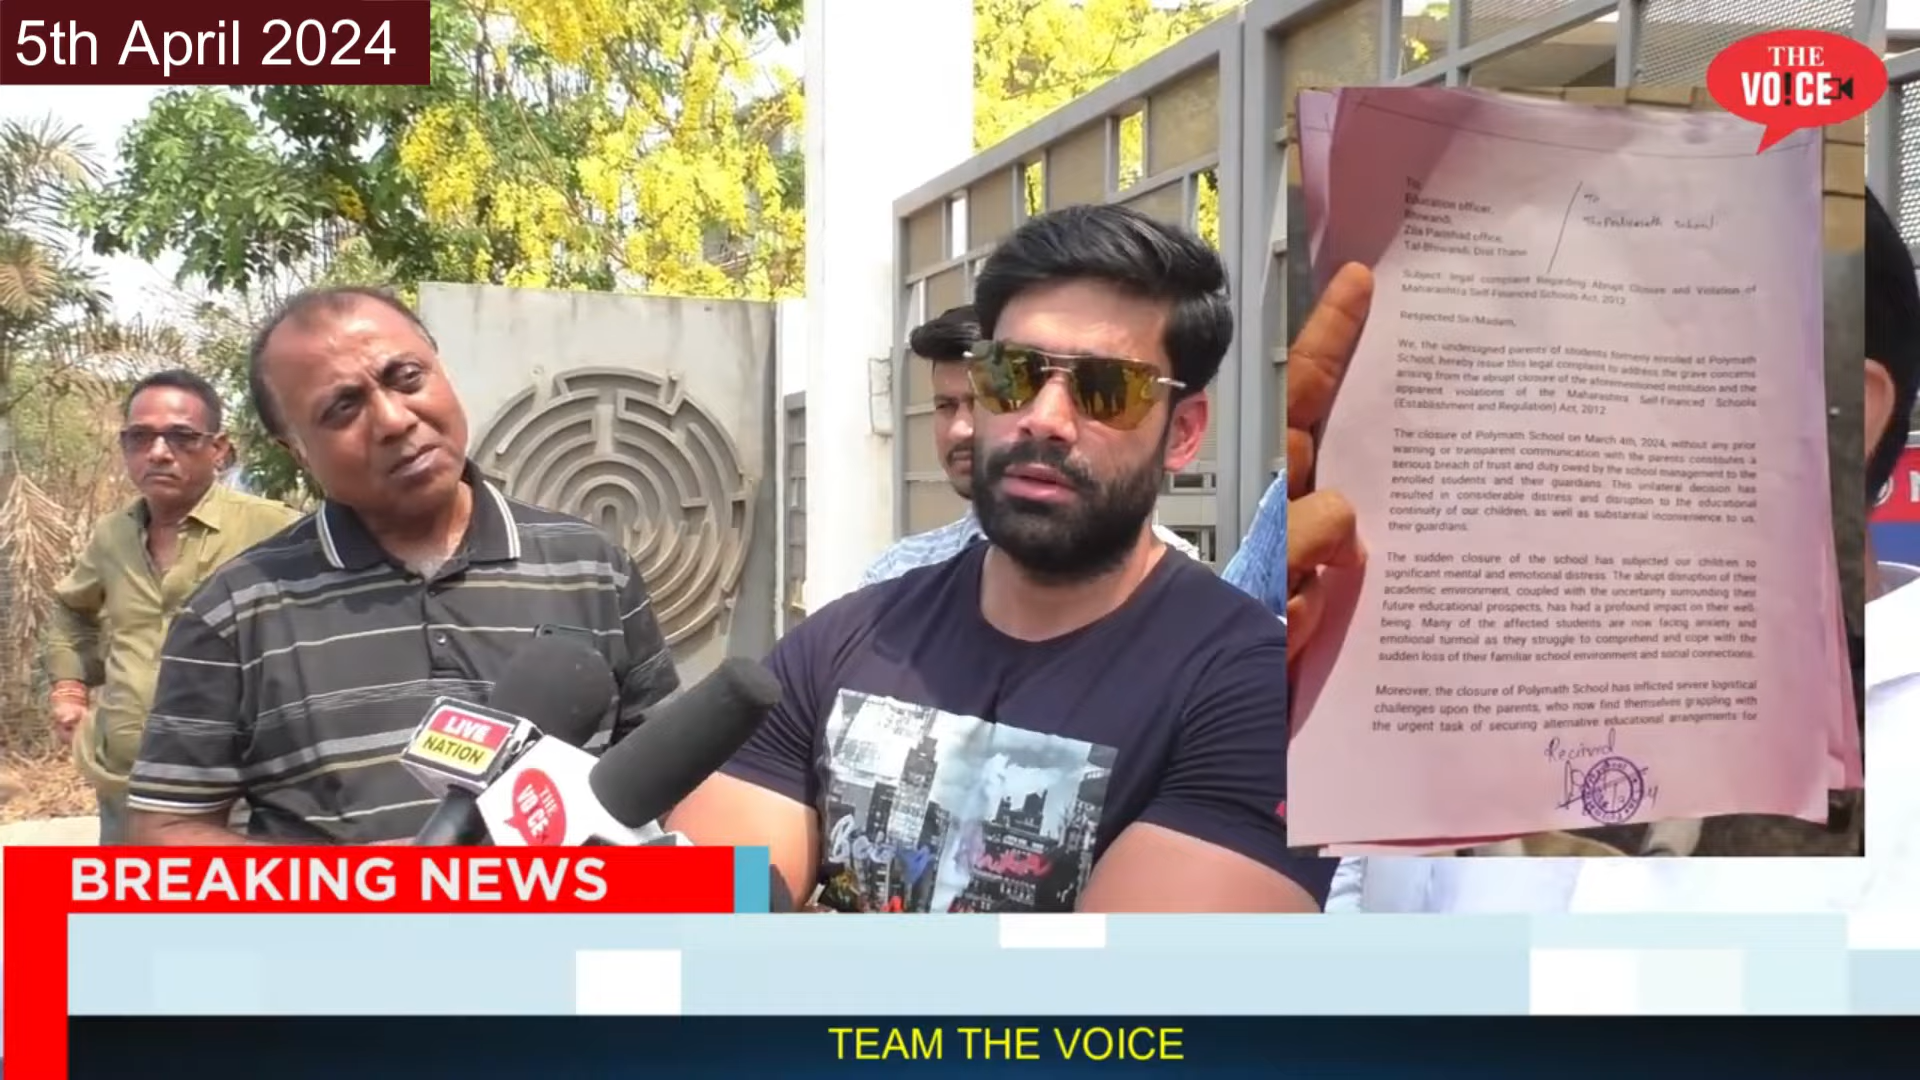 5th April 2024
THE
VO!CE
To,
Education officer,
Bhiwandi,
Zila Parishad office,
Tal-Bhiwandi, Dist Thane
To
School
Subject: legal complaint Regarding Abrupt Closure and Violation of
Maharashtra Self-Financed Schools Act, 2012
Respected Sir/Madam,
We, the undersigned parents of students formerly enrolled at Polymath
School, hereby issue this legal complaint to address the grave concerns
arising from the abrupt closure of the aforementioned institution and the
apparent violations of the Maharashtra Self-Financed Schools
(Establishment and Regulation) Act, 2012
The closure of Polymath School on March 4th, 2024, without any prior
warning or transparent communication with the parents constitutes a
serious breach of trust and duty owed by the school management to the
enrolled students and their guardians. This unilateral decision has
resulted in considerable distress and disruption to the educational
continuity of our children, as well as substantial inconvenience to us,
their guardians.
The sudden closure of the school has subjected our children to
significant mental and emotional distress. The abrupt disruption of their
academic environment, coupled with the uncertainty surrounding their
future educational prospects, has had a profound impact on their well-
being. Many of the affected students are now facing anxiety and
emotional turmoil as they struggle to comprehend and cope with the
sudden loss of their familiar school environment and social connections.
Moreover, the closure of Polymath School has inflicted severe logistical
challenges upon the parents, who now find themselves grappling with
the urgent task of securing alternative educational arrangements for
Recived
LIVE
NATION
THE
VO!CE
BREAKING NEWS
TEAM THE VOICE